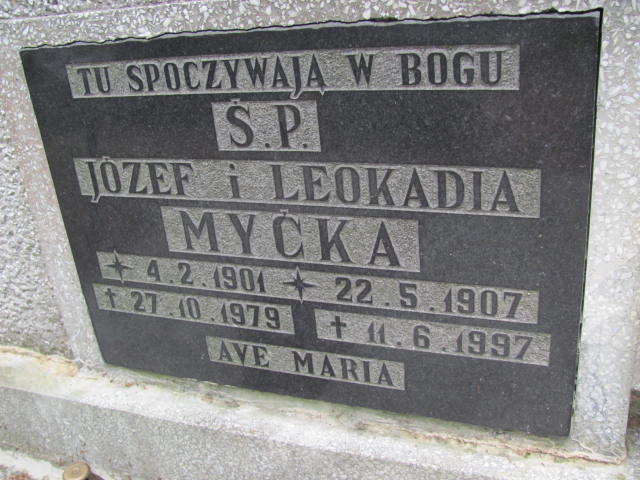 TU SPOCZYWAJĄ W BOGU
Ś.P.
JÓZEF i LEOKADIA
MYĆKA
4.2.1901 22.5.1907
† 27.10.1979 † 11.6.1997
AVE MARIA